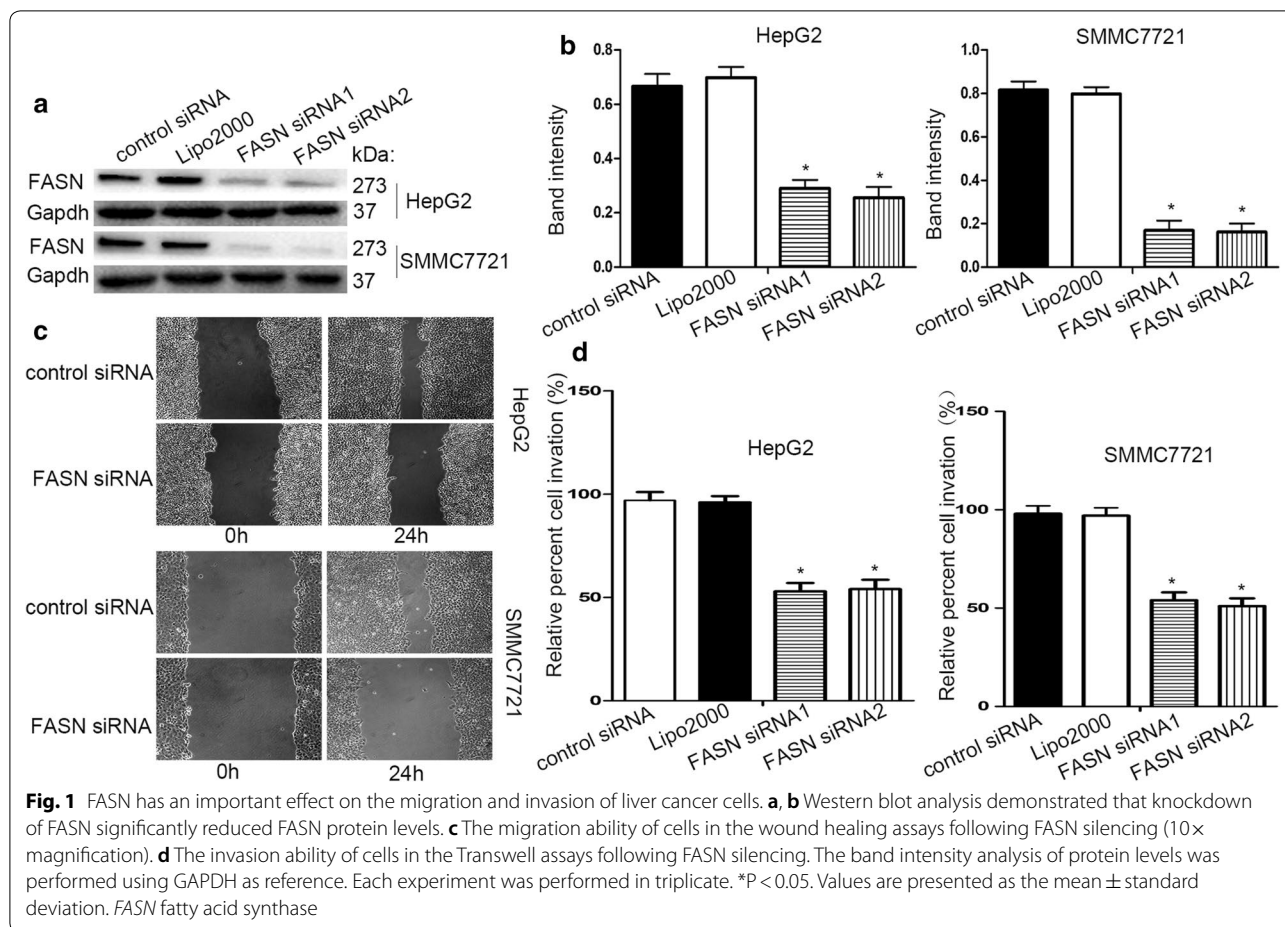 a
control siRNA
Lipo2000
FASN siRNA1
FASN siRNA2
kDa:
FASN
273
Gapdh
37
HepG2
FASN
273
Gapdh
37
SMMC7721
b
HepG2
Band intensity
0.8
0.6
0.4
0.2
0.0
*
*
control siRNA
Lipo2000
FASN siRNA1
FASN siRNA2
SMMC7721
Band intensity
1.0
0.8
0.6
0.4
0.2
0.0
*
*
control siRNA
Lipo2000
FASN siRNA1
FASN siRNA2
c
control siRNA
FASN siRNA
0h
24h
HepG2
control siRNA
FASN siRNA
0h
24h
SMMC7721
d
HepG2
Relative percent cell invation (%)
150
100
50
0
*
*
control siRNA
Lipo2000
FASN siRNA1
FASN siRNA2
SMMC7721
Relative percent cell invation (%)
150
100
50
0
*
*
control siRNA
Lipo2000
FASN siRNA1
FASN siRNA2
Fig. 1 FASN has an important effect on the migration and invasion of liver cancer cells. a, b Western blot analysis demonstrated that knockdown
of FASN significantly reduced FASN protein levels. c The migration ability of cells in the wound healing assays following FASN silencing (10×
magnification). d The invasion ability of cells in the Transwell assays following FASN silencing. The band intensity analysis of protein levels was
performed using GAPDH as reference. Each experiment was performed in triplicate. *P < 0.05. Values are presented as the mean ± standard
deviation. FASN fatty acid synthase